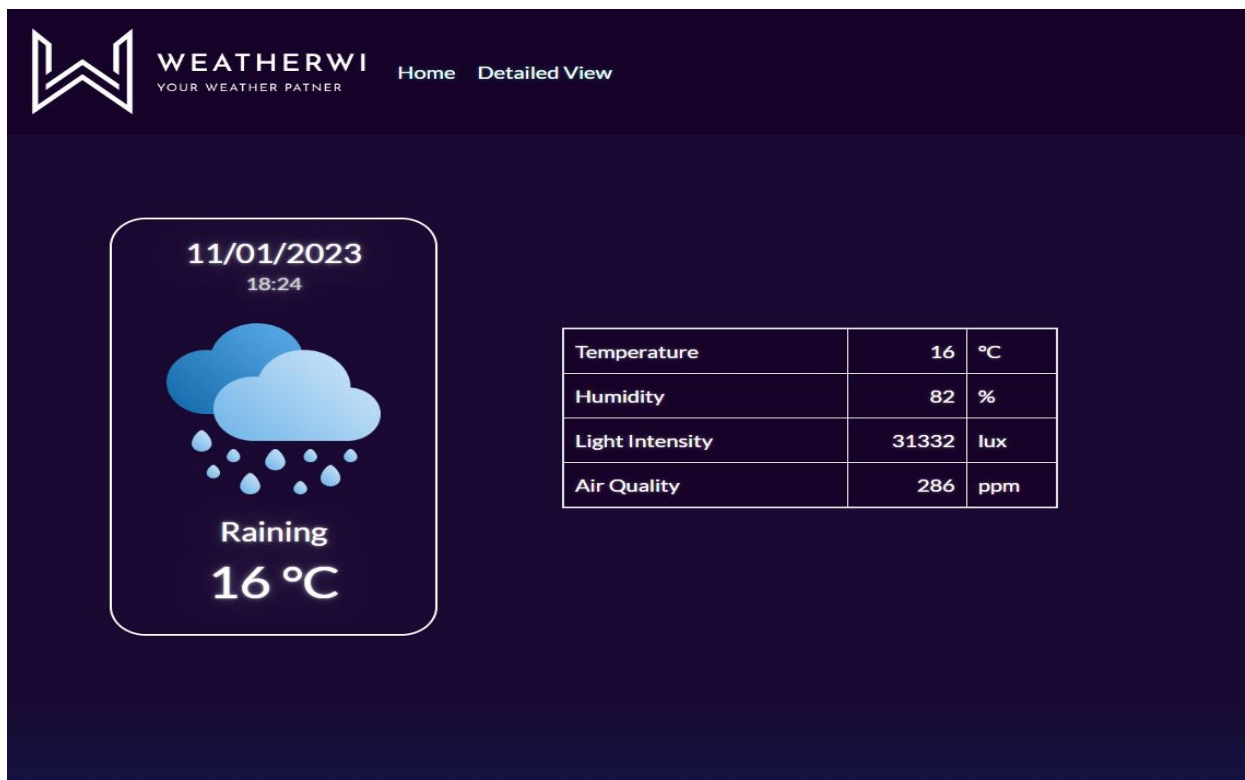 WEATHERWI
YOUR WEATHER PATNER
Home Detailed View
11/01/2023
18:24
Raining
16 °C
Temperature 16 °C
Humidity 82 %
Light Intensity 31332 lux
Air Quality 286 ppm